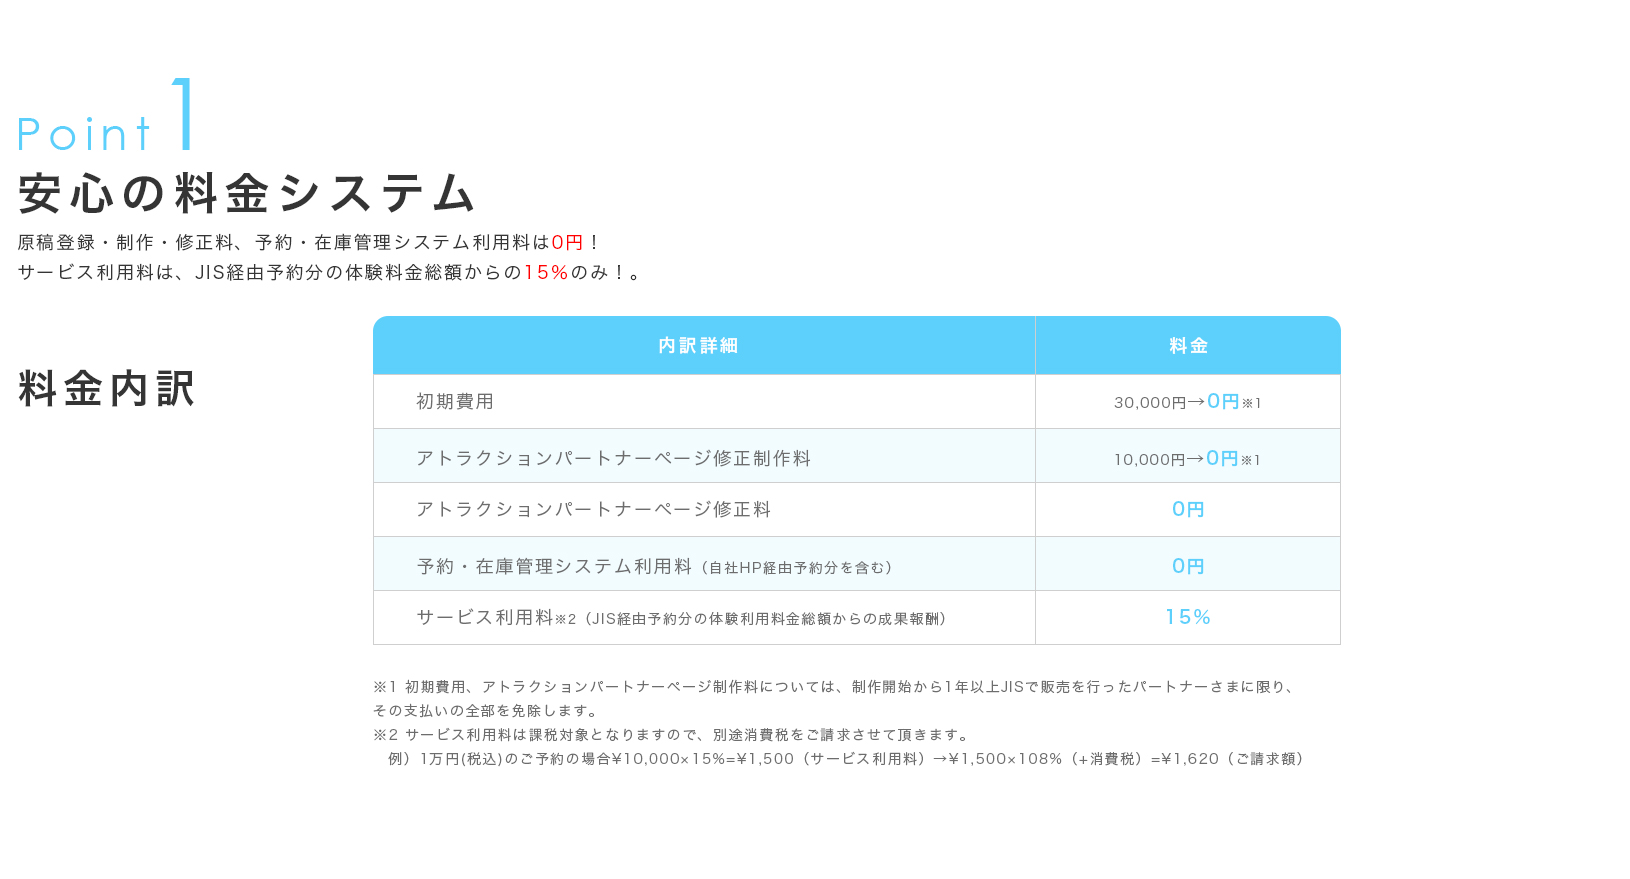 Point 1
安心の料金システム
原稿登録・制作・修正料、予約・在庫管理システム利用料は0円！
サービス利用料は、JIS経由予約分の体験料金総額からの15%のみ！。
料金内訳
内訳詳細 料金
初期費用 30,000円→0円※1
アトラクションパートナーページ修正制作料 10,000円→0円※1
アトラクションパートナーページ修正料 0円
予約・在庫管理システム利用料（自社HP経由予約分を含む） 0円
サービス利用料※2（JIS経由予約分の体験利用料金総額からの成果報酬） 15%
※1 初期費用、アトラクションパートナーページ制作料については、制作開始から1年以上JISで販売を行ったパートナーさまに限り、
その支払いの全部を免除します。
※2 サービス利用料は課税対象となりますので、別途消費税をご請求させて頂きます。
例）1万円(税込)のご予約の場合¥10,000×15%=¥1,500（サービス利用料）→¥1,500×108%（+消費税）=¥1,620（ご請求額）